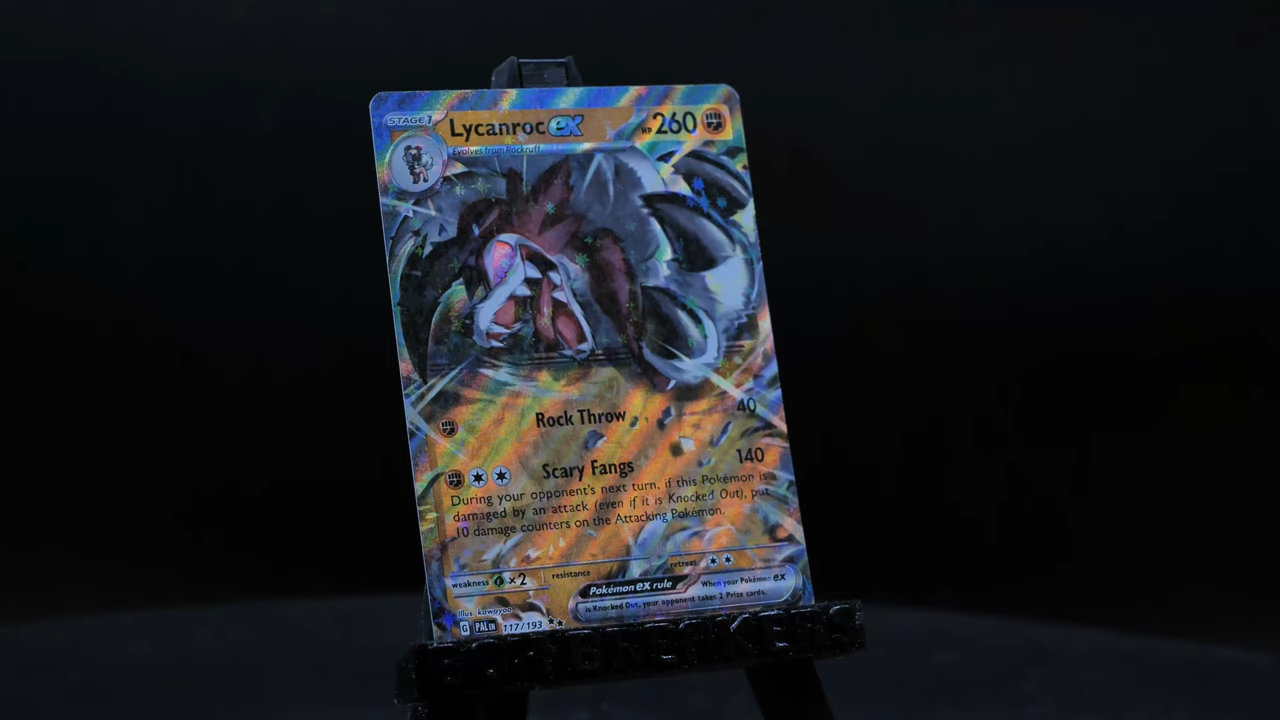 STAGE 1
Lycanroc ex
HP 260
Evolves from Rockruff
Rock Throw 40
Scary Fangs 140
During your opponent's next turn, if this Pokémon is
damaged by an attack (even if it is Knocked Out), put
10 damage counters on the Attacking Pokémon.
weakness ×2 resistance retreat
Pokémon ex rule When your Pokémon ex
is Knocked Out, your opponent takes 2 Prize cards.
Illus. kawayoo
G PAL EN 117/193